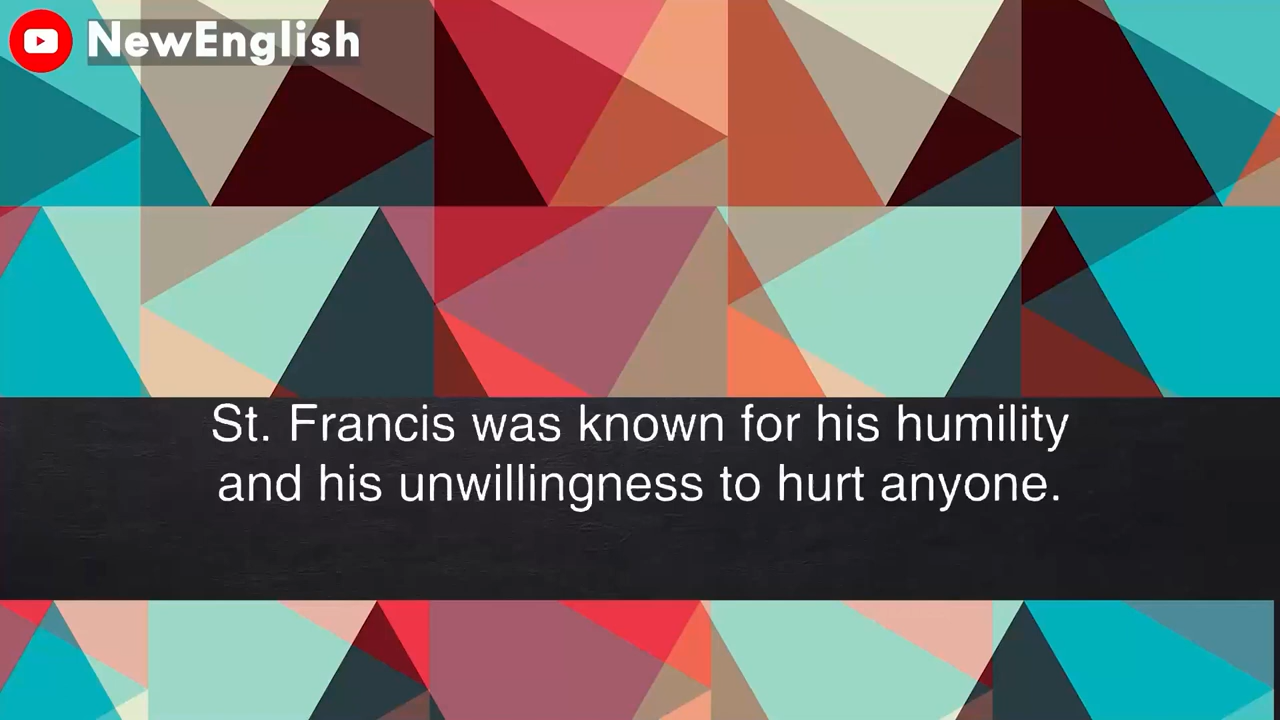 NewEnglish
St. Francis was known for his humility
and his unwillingness to hurt anyone.